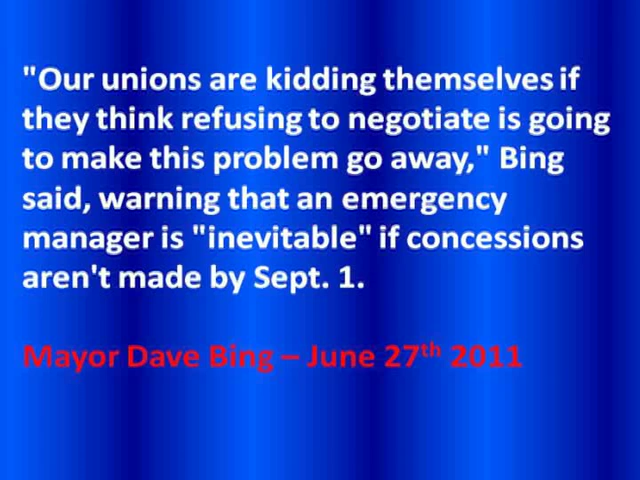 "Our unions are kidding themselves if
they think refusing to negotiate is going
to make this problem go away," Bing
said, warning that an emergency
manager is "inevitable" if concessions
aren't made by Sept. 1.
Mayor Dave Bing – June 27th 2011